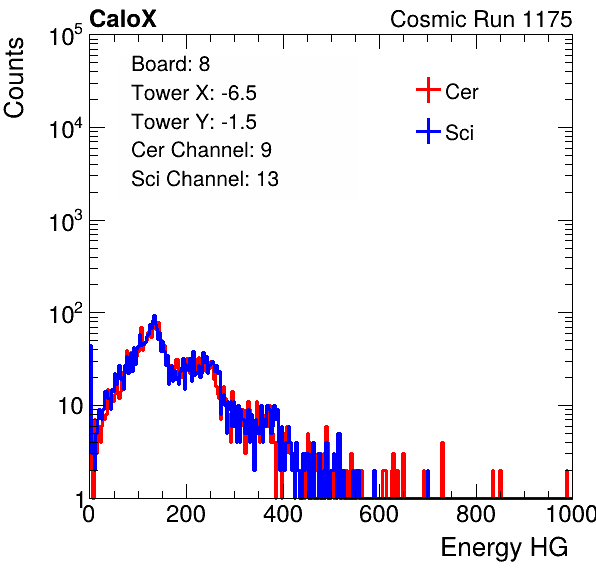 CaloX Cosmic Run 1175
Counts
10^5
10^4
10^3
10^2
10
1
Board: 8
Tower X: -6.5
Tower Y: -1.5
Cer Channel: 9
Sci Channel: 13
Cer
Sci
0 200 400 600 800 1000
Energy HG